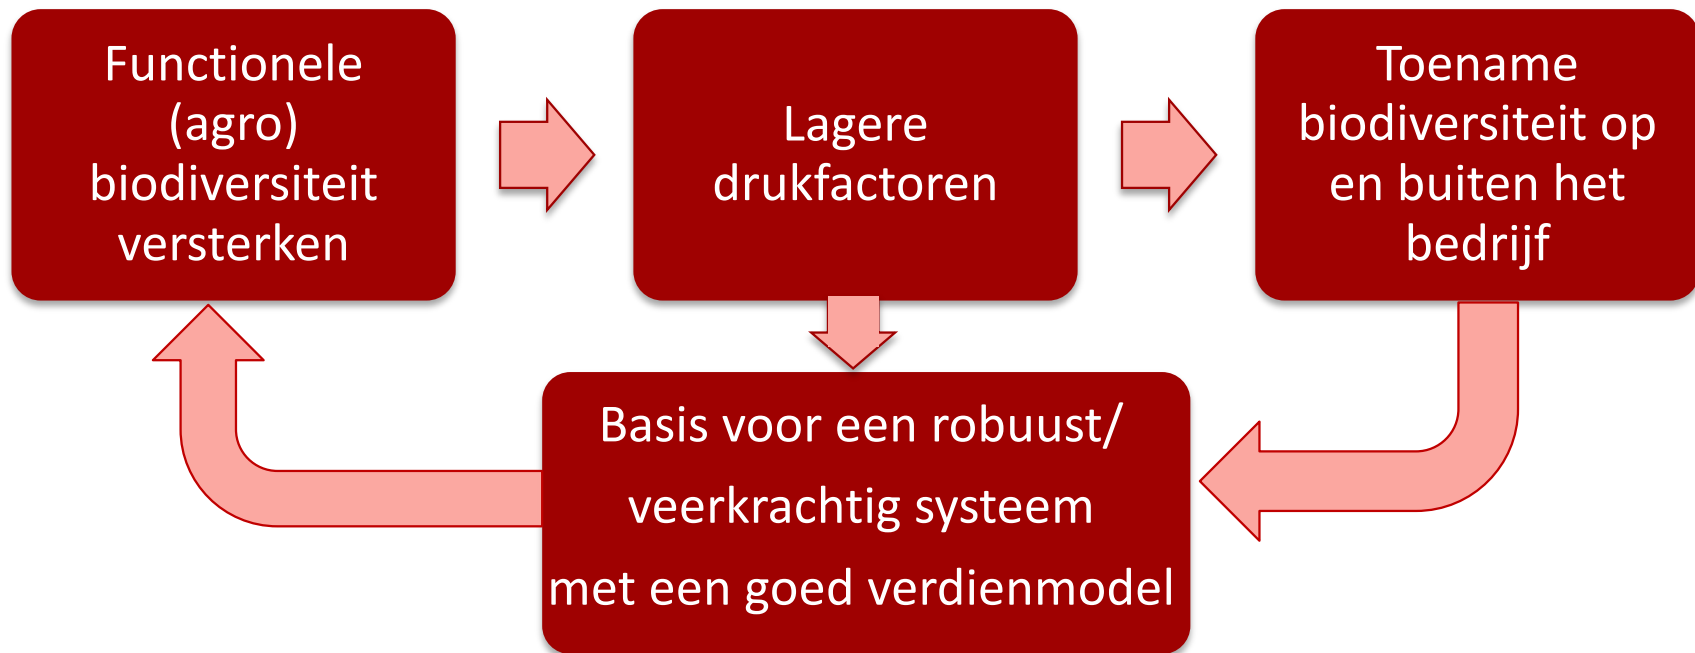 Functionele
(agro)
biodiversiteit
versterken
Lagere
drukfactoren
Toename
biodiversiteit op
en buiten het
bedrijf
Basis voor een robuust/
veerkrachtig systeem
met een goed verdienmodel